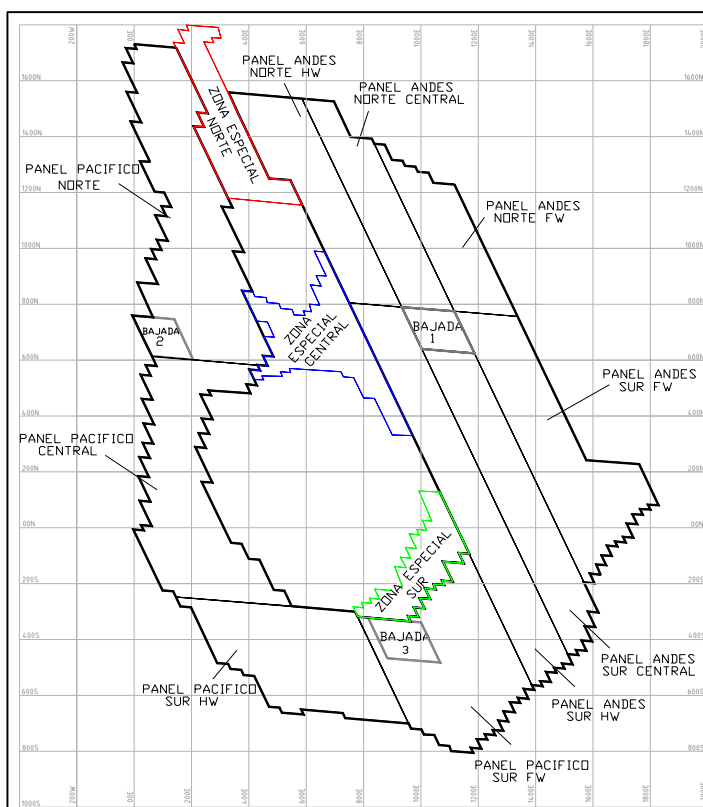 200W
00E
200E
400E
600E
800E
1000E
1200E
1400E
1600E
1800E
2000N
1800N
1600N
1400N
1200N
1000N
800N
600N
400N
200N
00N
200S
400S
600S
800S
1000S
PANEL ANDES
NORTE HW
PANEL ANDES
NORTE CENTRAL
ZONA ESPECIAL
NORTE
PANEL PACIFICO
NORTE
PANEL ANDES
NORTE FW
BAJADA
2
ZONA
ESPECIAL
CENTRAL
BAJADA
1
PANEL ANDES
SUR FW
PANEL PACIFICO
CENTRAL
ZONA ESPECIAL
SUR
BAJADA
3
PANEL ANDES
SUR CENTRAL
PANEL PACIFICO
SUR HW
PANEL ANDES
SUR HW
PANEL PACIFICO
SUR FW